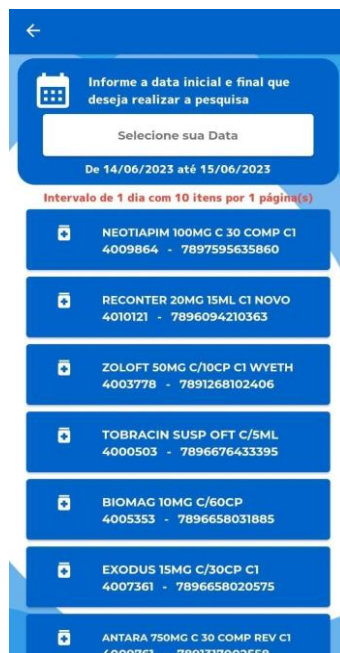 Informe a data inicial e final que
deseja realizar a pesquisa
Selecione sua Data
De 14/06/2023 até 15/06/2023
Intervalo de 1 dia com 10 itens por 1 página(s)
NEOTIAPIM 100MG C 30 COMP C1
4009864 - 7897595635860
RECONTER 20MG 15ML C1 NOVO
4010121 - 7896094210363
ZOLOFT 50MG C/10CP C1 WYETH
4003778 - 7891268102406
TOBRACIN SUSP OFT C/5ML
4000503 - 7896676433395
BIOMAG 10MG C/60CP
4005353 - 7896658031885
EXODUS 15MG C/30CP C1
4007361 - 7896658020575
ANTARA 750MG C 30 COMP REV C1